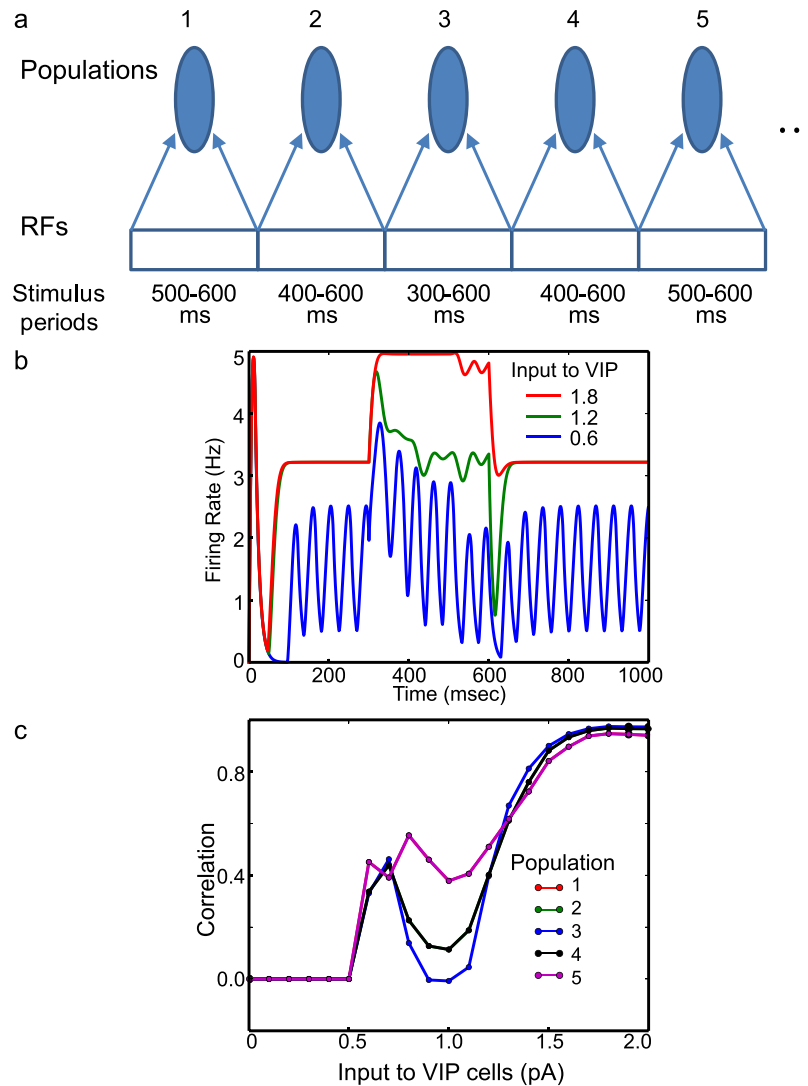 a
1 2 3 4 5
Populations
. .
RFs
Stimulus periods
500-600 ms
400-600 ms
300-600 ms
400-600 ms
500-600 ms
b
Firing Rate (Hz)
5
4
3
2
1
0
Input to VIP
1.8
1.2
0.6
200 400 600 800 1000
Time (msec)
c
Correlation
0.8
0.4
0.0
Population
1
2
3
4
5
0 0.5 1.0 1.5 2.0
Input to VIP cells (pA)